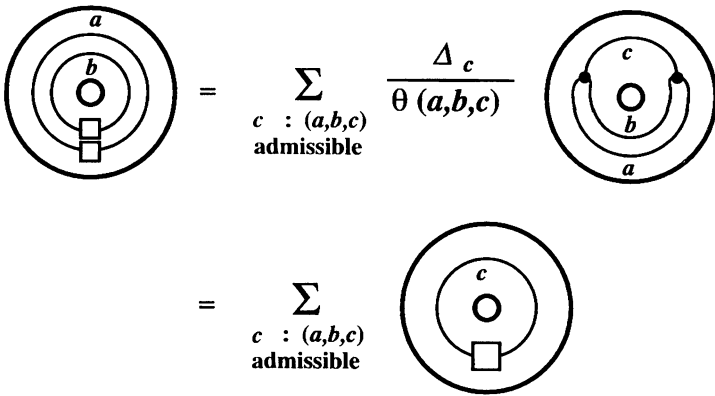 a
b
= Σ Δ c / θ (a,b,c)
c : (a,b,c)
admissible
c
b
a
= Σ
c : (a,b,c)
admissible
c